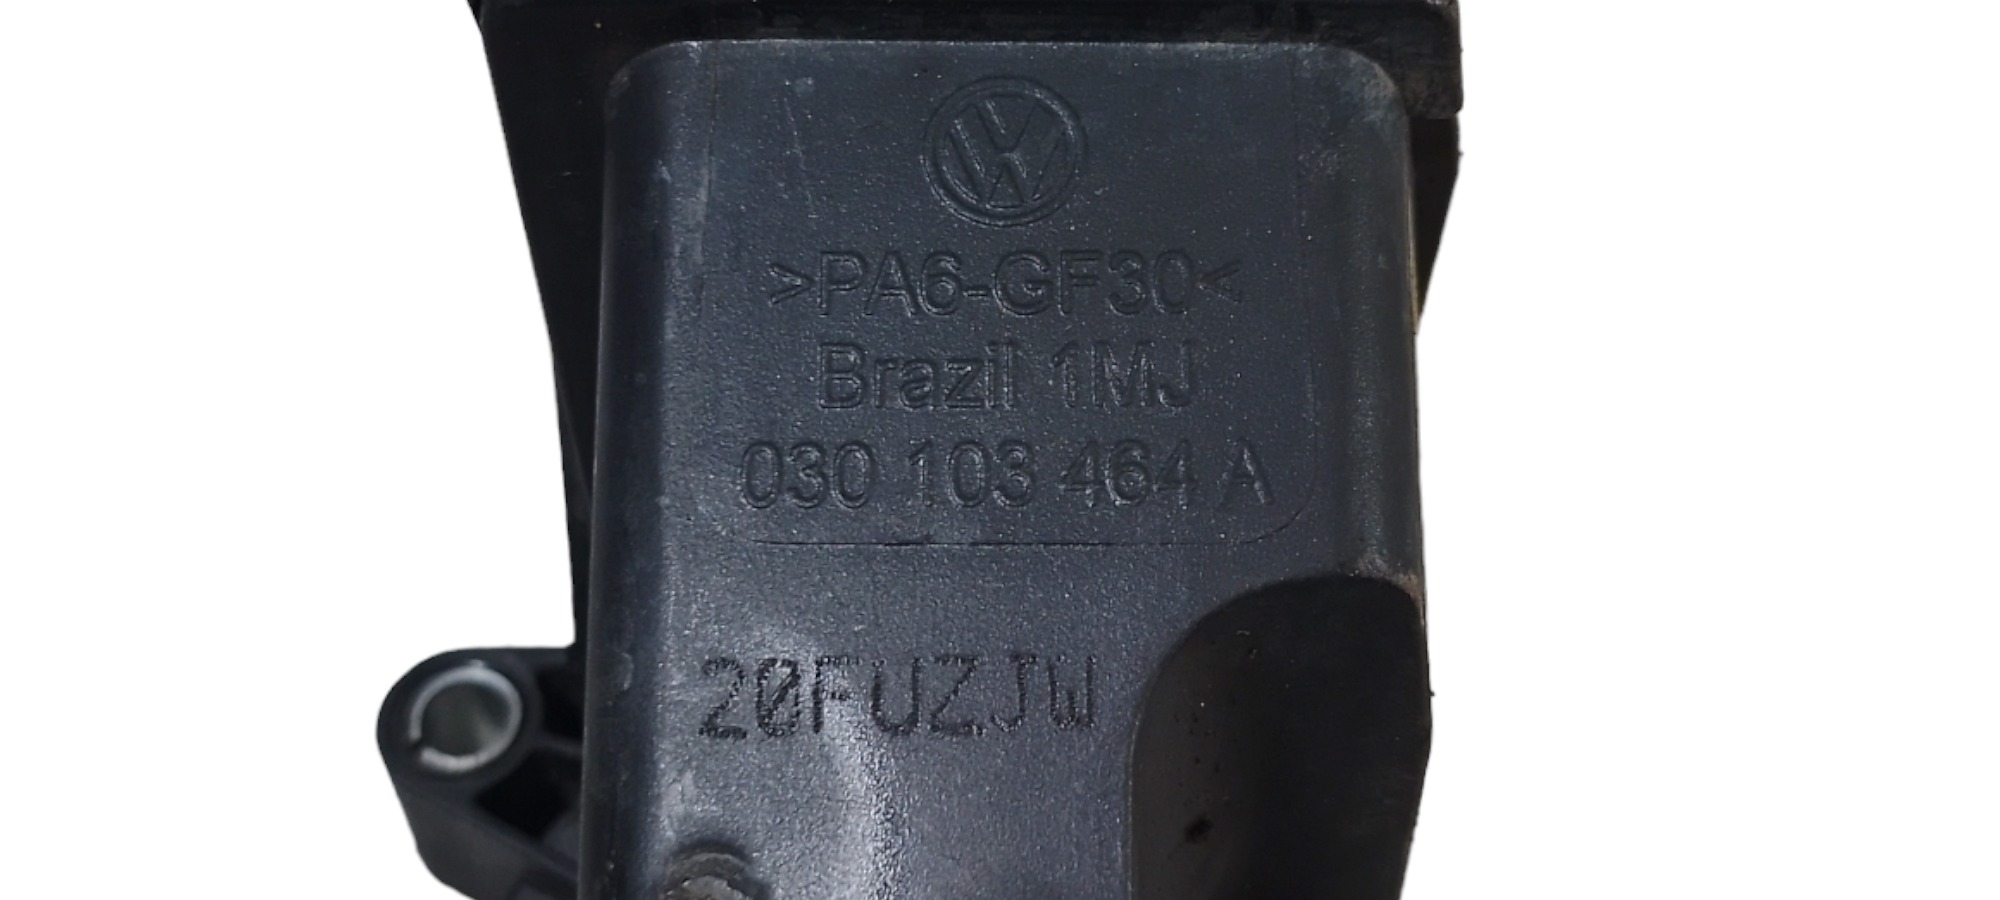 >PA6-GF30<
Brazil 1MJ
030 103 464 A
20FUZJW